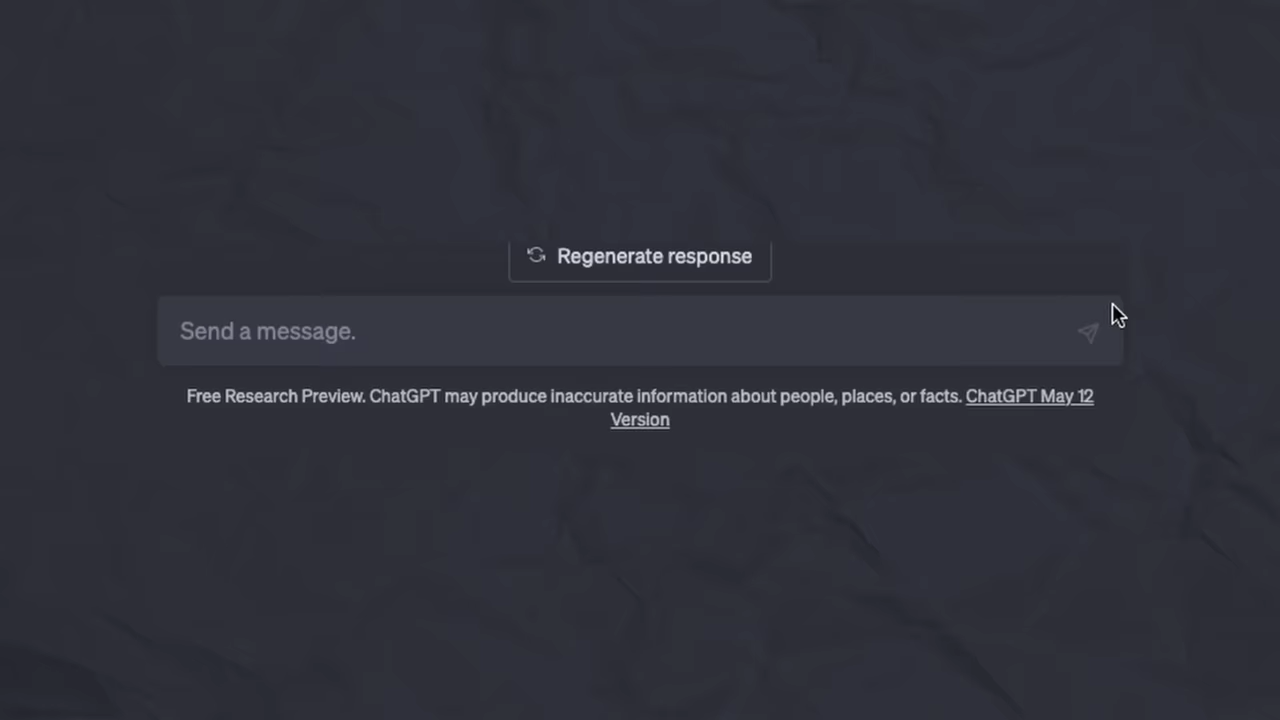 Regenerate response
Send a message.
Free Research Preview. ChatGPT may produce inaccurate information about people, places, or facts. ChatGPT May 12
Version